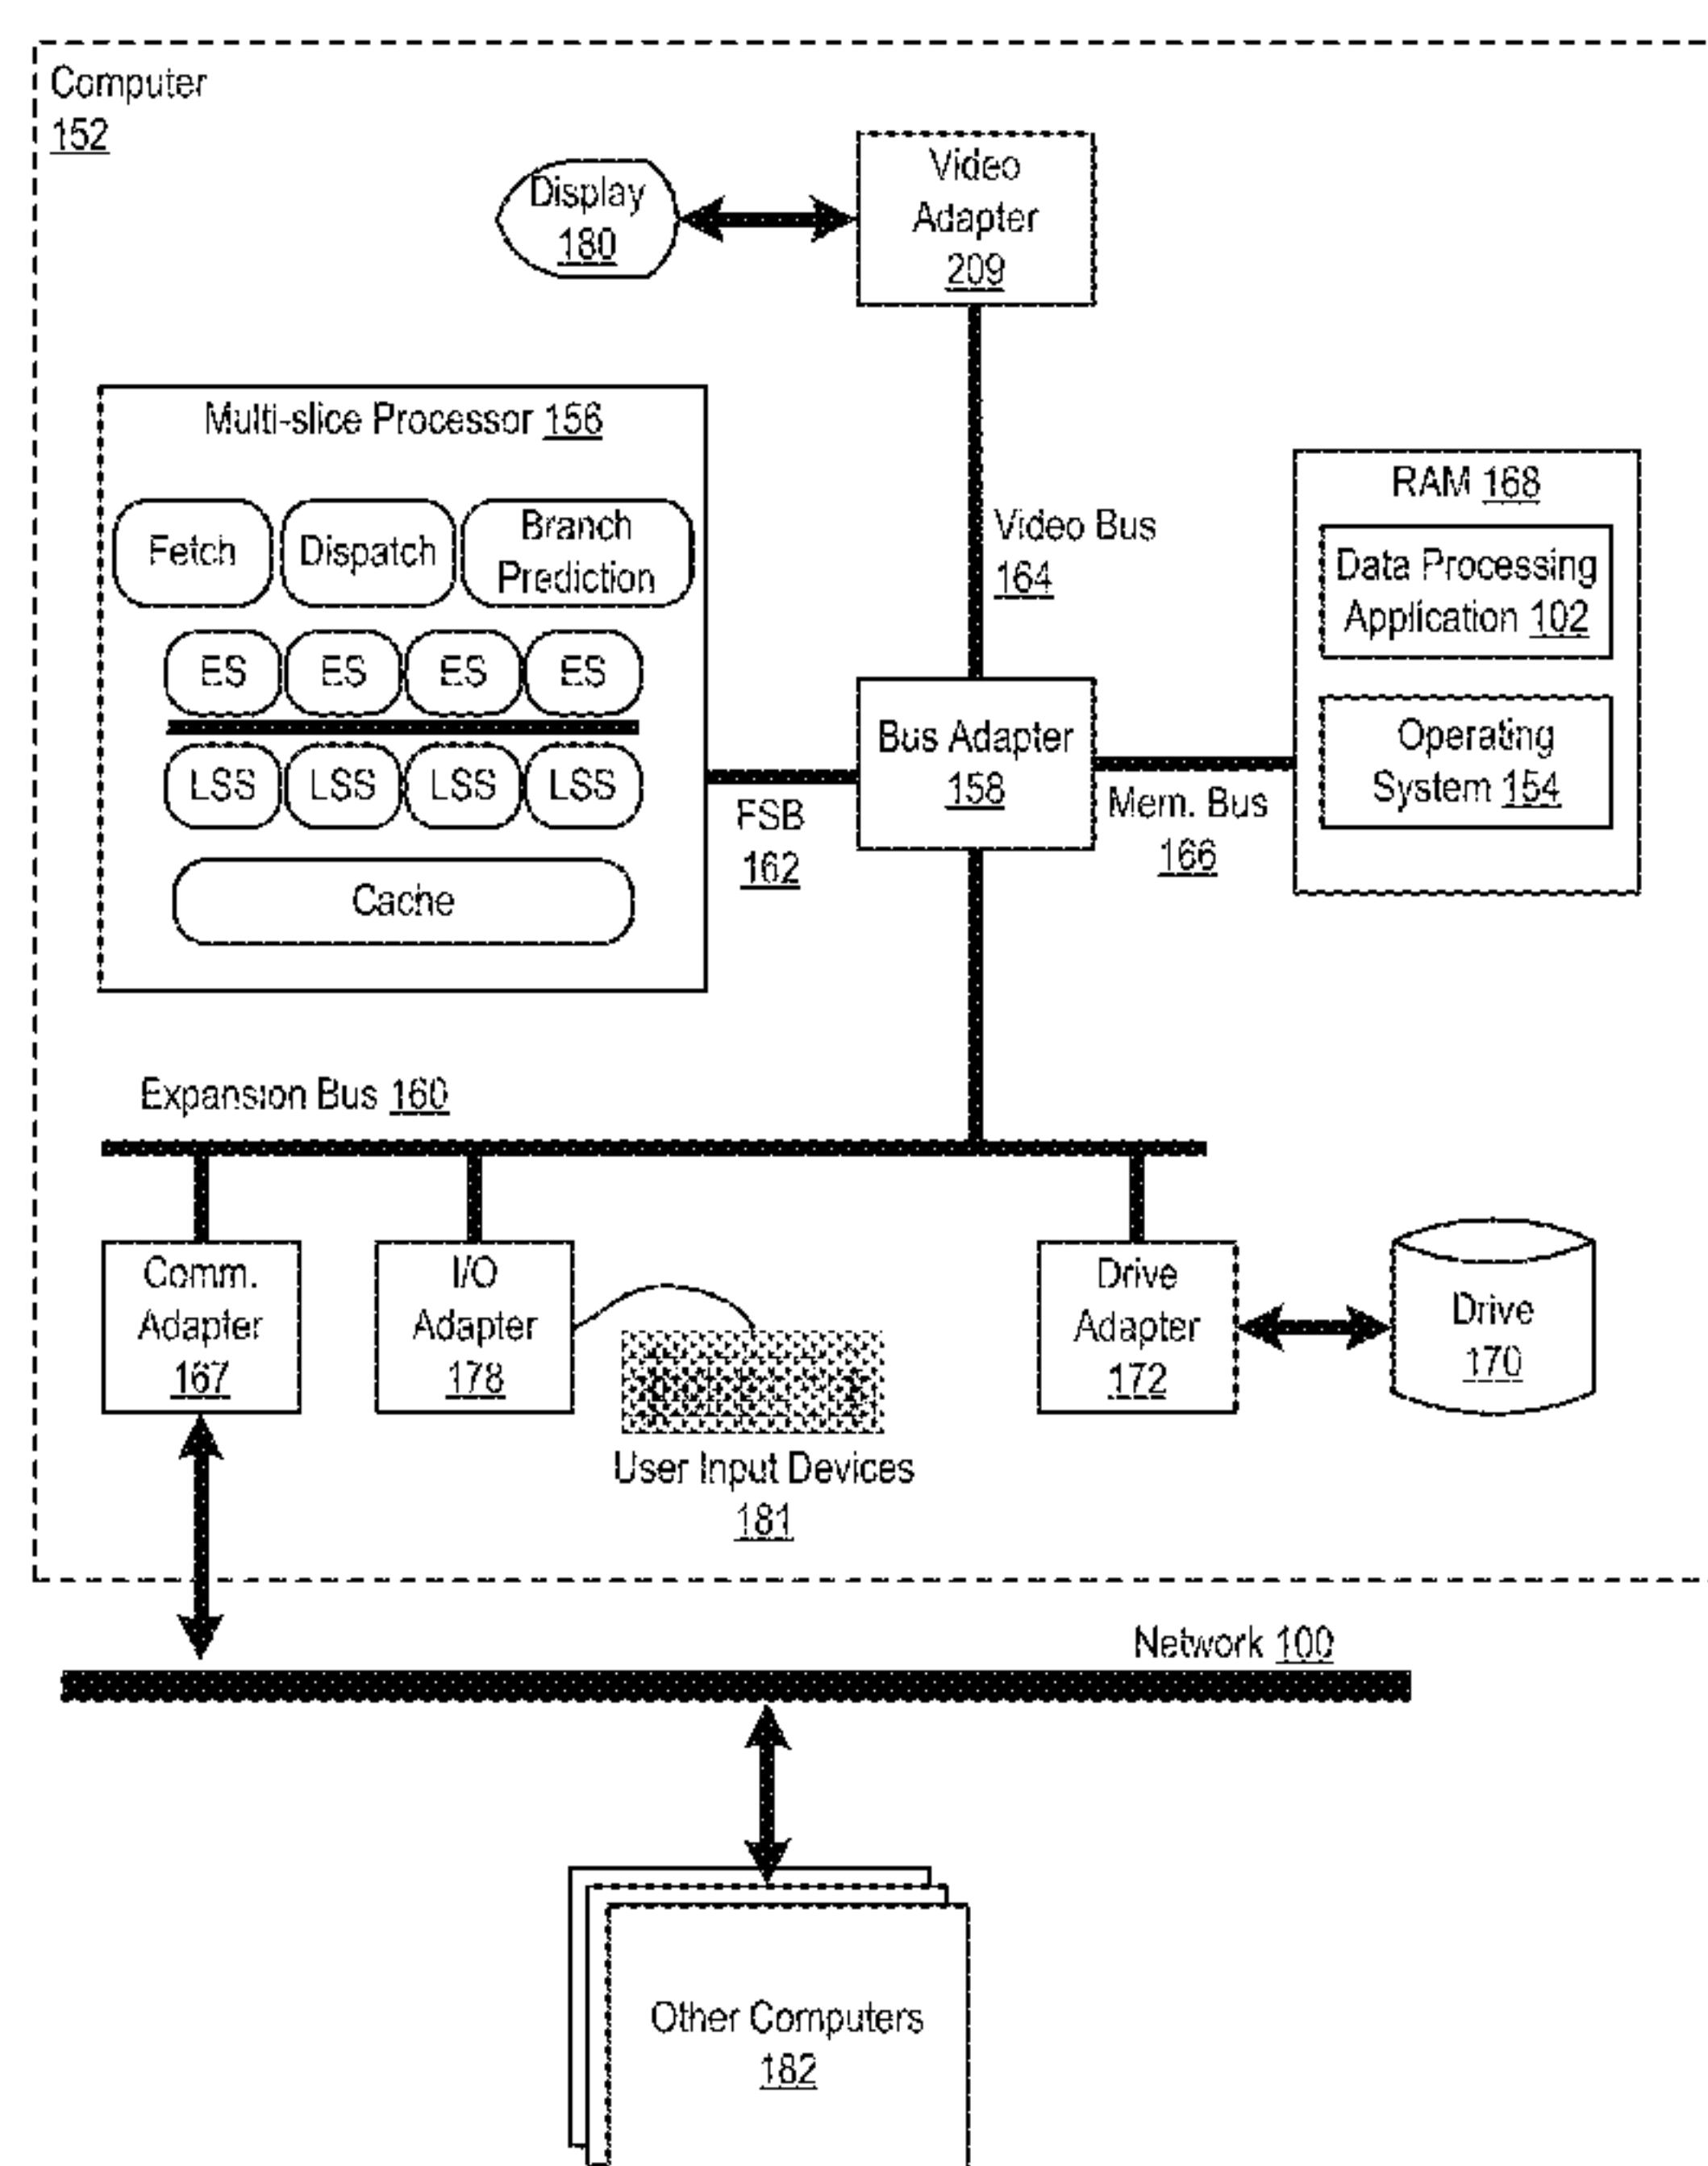 Computer
152
Display
180
Video
Adapter
209
Multi-slice Processor 156
Fetch
Dispatch
Branch
Prediction
ES
ES
ES
ES
LSS
LSS
LSS
LSS
Cache
Video Bus
164
RAM 168
Data Processing
Application 102
Operating
System 154
Bus Adapter
158
FSB
162
Mem. Bus
166
Expansion Bus 160
Comm.
Adapter
167
I/O
Adapter
178
User Input Devices
181
Drive
Adapter
172
Drive
170
Network 100
Other Computers
182